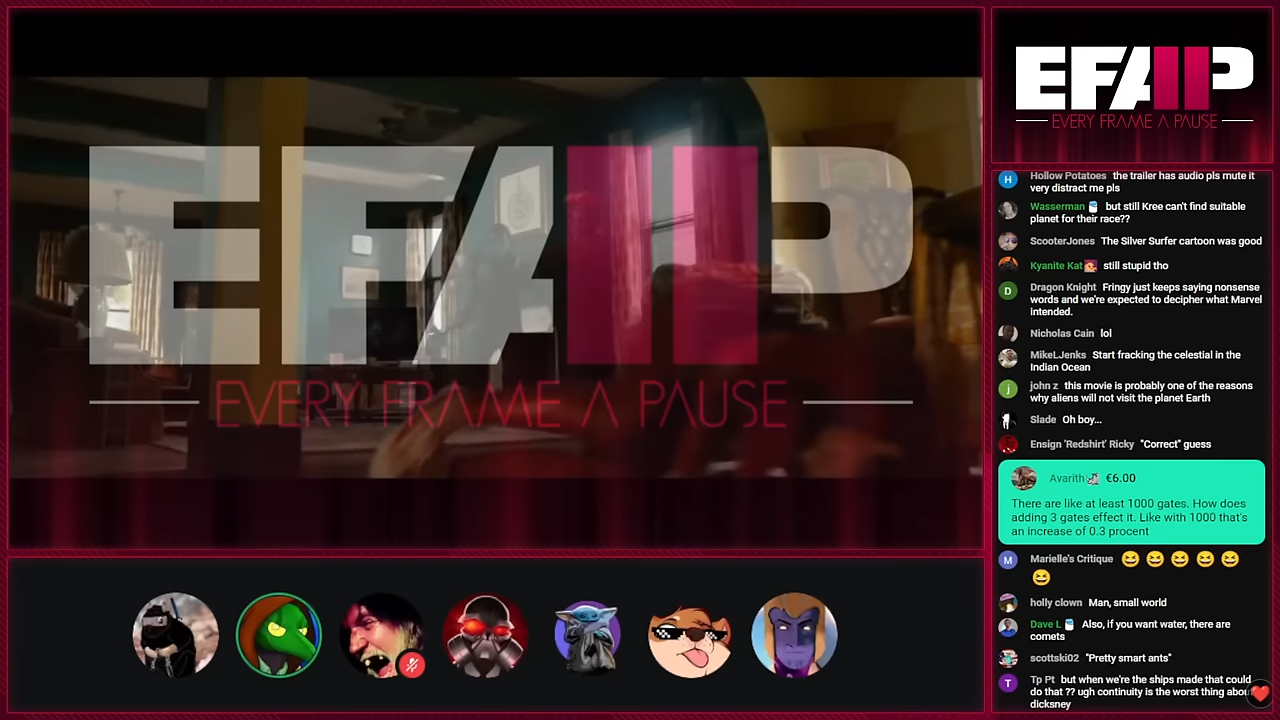 EFAP
EVERY FRAME A PAUSE
EFAP
EVERY FRAME A PAUSE
H Hollow Potatoes the trailer has audio pls mute it
very distract me pls
Wasserman but still Kree can't find suitable
planet for their race??
ScooterJones The Silver Surfer cartoon was good
Kyanite Kat still stupid tho
D Dragon Knight Fringy just keeps saying nonsense
words and we're expected to decipher what Marvel
intended.
Nicholas Cain lol
MikeLJenks Start fracking the celestial in the
Indian Ocean
j john z this movie is probably one of the reasons
why aliens will not visit the planet Earth
Slade Oh boy...
Ensign 'Redshirt' Ricky "Correct" guess
Avarith €6.00
There are like at least 1000 gates. How does
adding 3 gates effect it. Like with 1000 that's
an increase of 0.3 procent
M Marielle's Critique 😆 😆 😆 😆 😆
😆
holly clown Man, small world
Dave L Also, if you want water, there are
comets
scottski02 "Pretty smart ants"
T Tp Pt but when we're the ships made that could
do that ?? ugh continuity is the worst thing about
dicksney